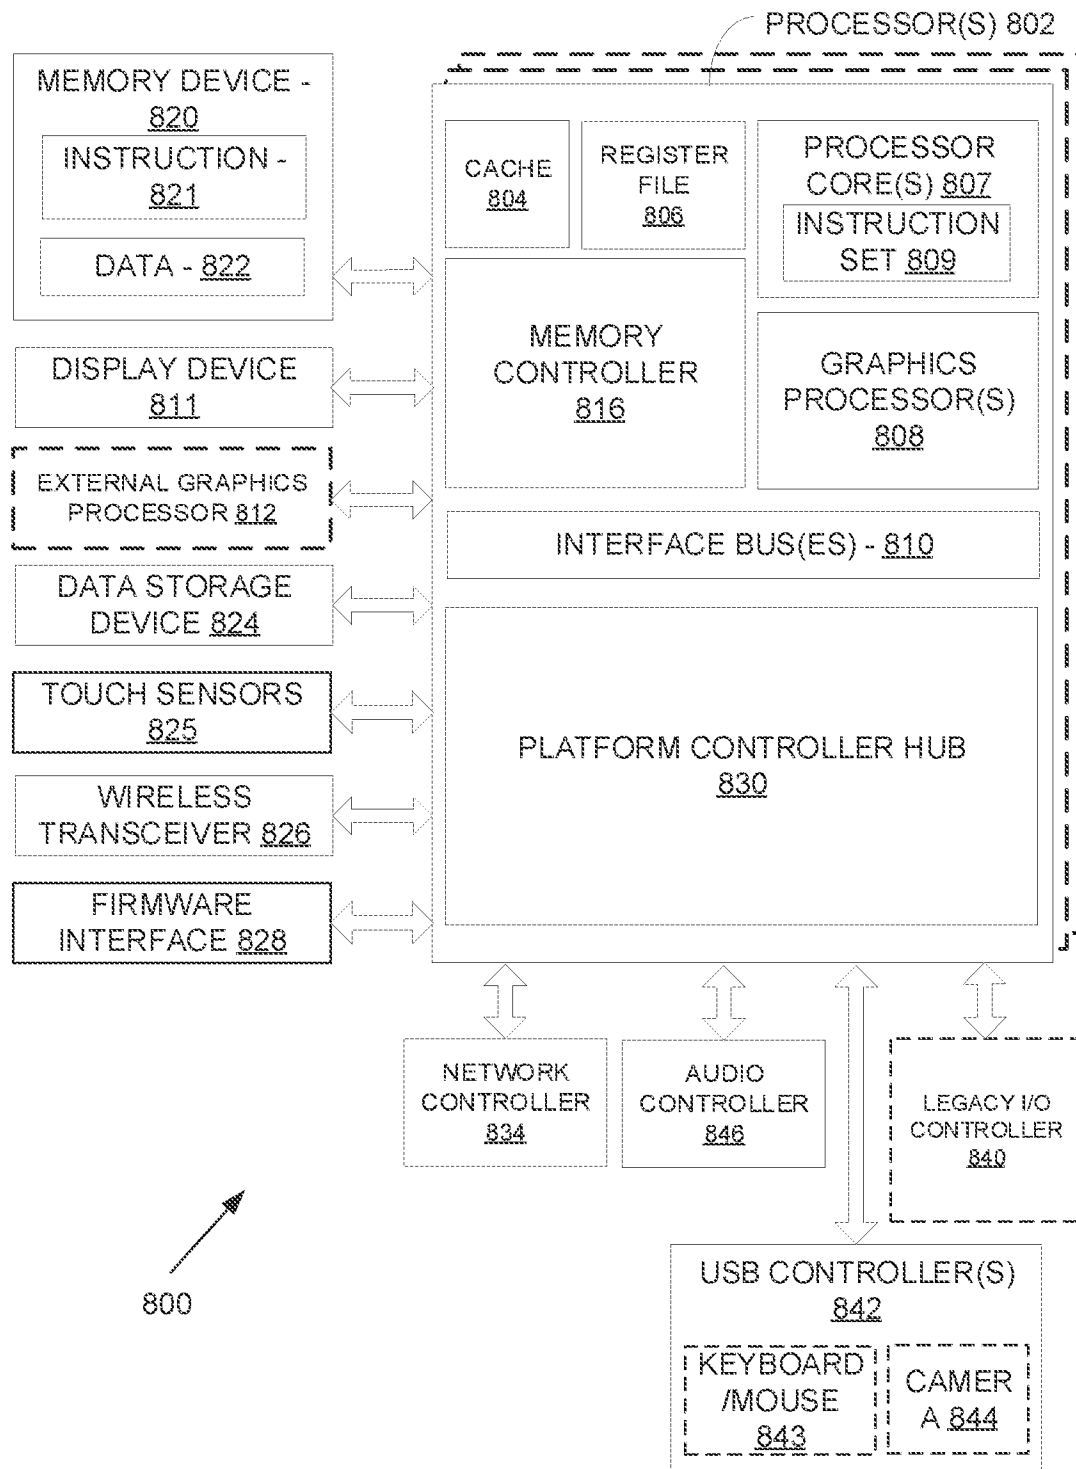 PROCESSOR(S) 802
MEMORY DEVICE -
820
INSTRUCTION -
821
DATA - 822
CACHE
804
REGISTER
FILE
806
PROCESSOR
CORE(S) 807
INSTRUCTION
SET 809
MEMORY
CONTROLLER
816
GRAPHICS
PROCESSOR(S)
808
DISPLAY DEVICE
811
EXTERNAL GRAPHICS
PROCESSOR 812
INTERFACE BUS(ES) - 810
DATA STORAGE
DEVICE 824
TOUCH SENSORS
825
PLATFORM CONTROLLER HUB
830
WIRELESS
TRANSCEIVER 826
FIRMWARE
INTERFACE 828
NETWORK
CONTROLLER
834
AUDIO
CONTROLLER
846
LEGACY I/O
CONTROLLER
840
800
USB CONTROLLER(S)
842
KEYBOARD
/MOUSE
843
CAMER
A 844